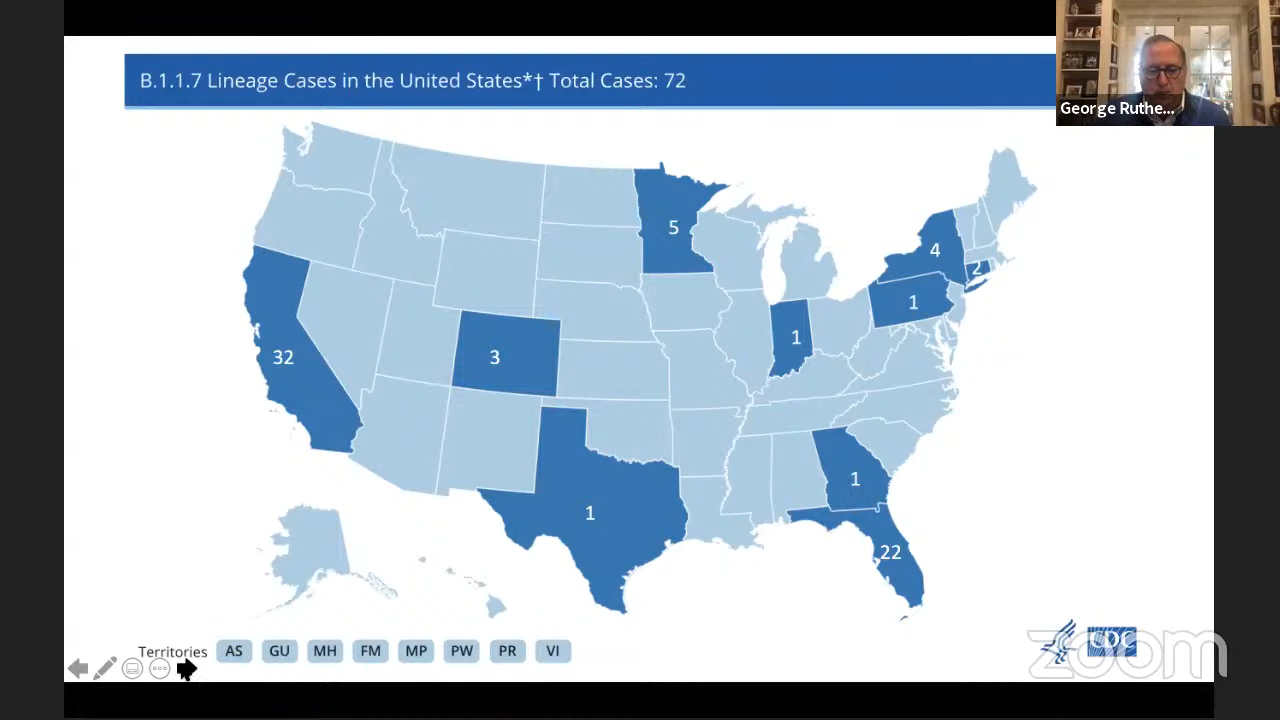 B.1.1.7 Lineage Cases in the United States*† Total Cases: 72
George Ruthe...
5
4
2
1
1
32
3
1
1
22
Territories AS GU MH FM MP PW PR VI
CDC
zoom